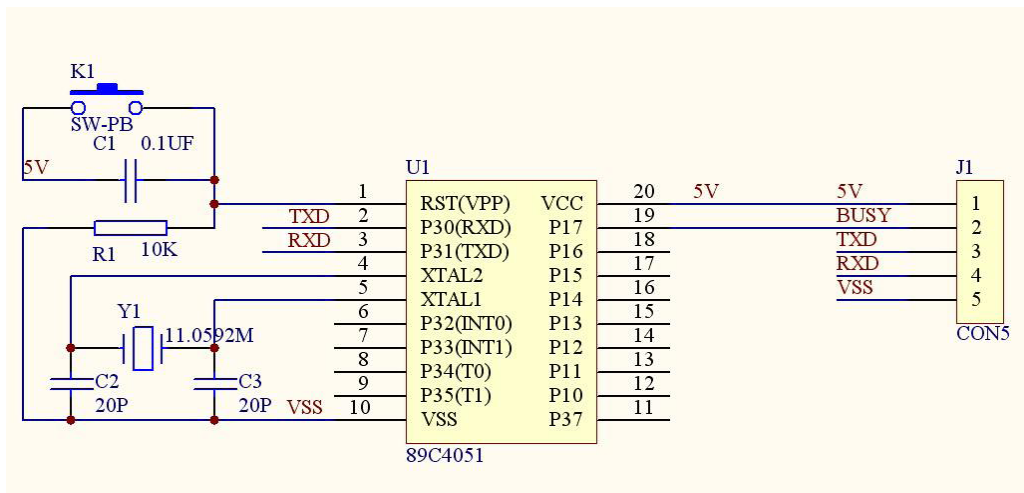 K1
SW-PB
C1 0.1UF
5V
U1
J1
1 RST(VPP) VCC 20 5V 5V 1
TXD 2 P30(RXD) P17 19 BUSY 2
RXD 3 P31(TXD) P16 18 TXD 3
R1 10K
4 XTAL2 P15 17 RXD 4
5 XTAL1 P14 16 VSS 5
Y1 11.0592M
6 P32(INT0) P13 15
CON5
7 P33(INT1) P12 14
8 P34(T0) P11 13
C2 20P
C3 20P
9 P35(T1) P10 12
VSS 10 VSS P37 11
89C4051